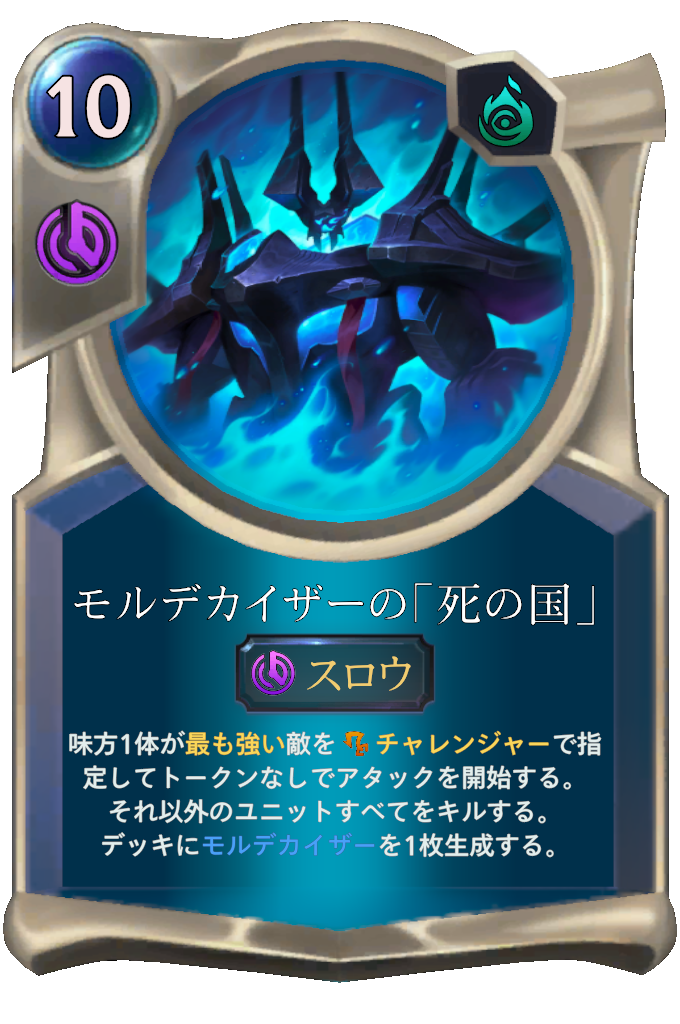 10
モルデカイザーの「死の国」
スロウ
味方1体が最も強い敵を チャレンジャーで指
定してトークンなしでアタックを開始する。
それ以外のユニットすべてをキルする。
デッキにモルデカイザーを1枚生成する。